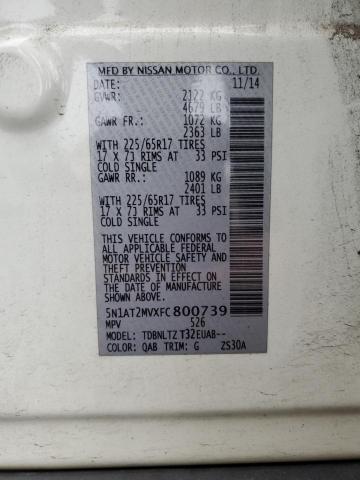 MFD BY NISSAN MOTOR CO., LTD.
DATE: 11/14
GVWR: 2122 KG
4679 LB
GAWR FR: 1072 KG
2363 LB
WITH 225/65R17 TIRES
17 X 7J RIMS AT 33 PSI
COLD SINGLE
GAWR RR: 1089 KG
2401 LB
WITH 225/65R17 TIRES
17 X 7J RIMS AT 33 PSI
COLD SINGLE
THIS VEHICLE CONFORMS TO
ALL APPLICABLE FEDERAL
MOTOR VEHICLE SAFETY AND
THEFT PREVENTION
STANDARDS IN EFFECT ON
THE DATE OF MANUFACTURE
SHOWN ABOVE
5N1AT2MVXFC800739
MPV 526
MODEL: TDBNLTZ T32EUAB--
COLOR: QAB TRIM: G ZS30A